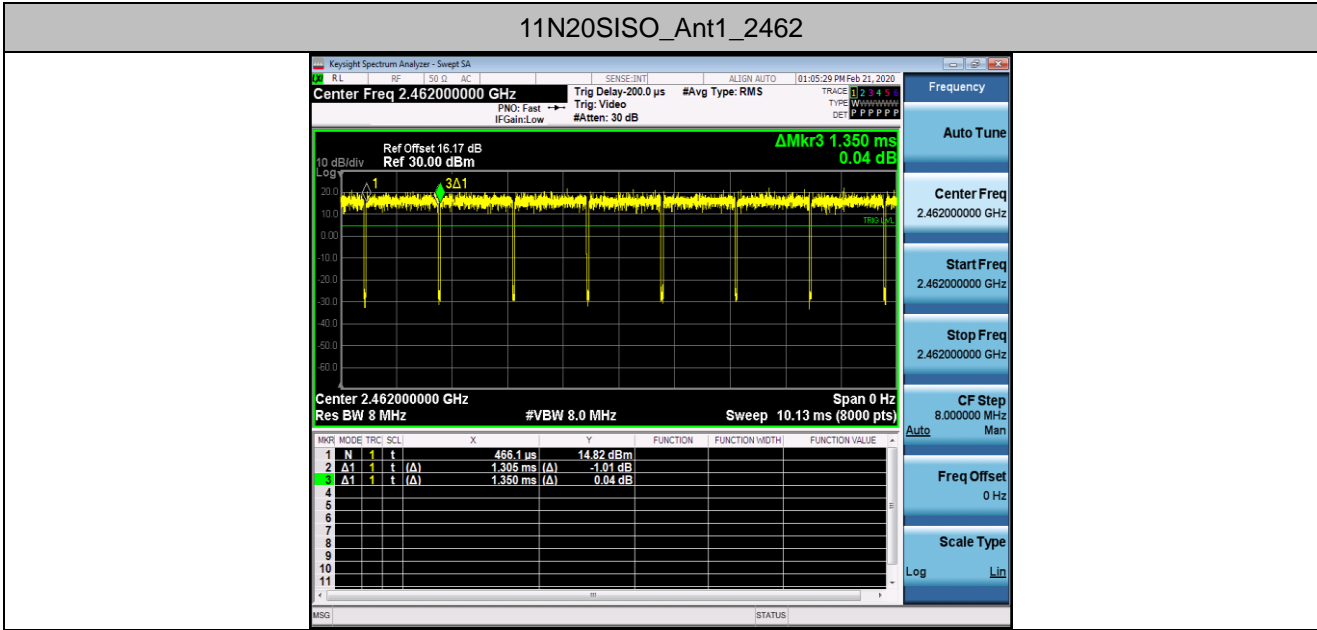 11N20SISO_Ant1_2462
Keysight Spectrum Analyzer - Swept SA
RL RF 50 Ω AC SENSE:INT ALIGN AUTO 01:05:29 PM Feb 21, 2020
Center Freq 2.462000000 GHz
PNO: Fast
IFGain:Low
Trig Delay-200.0 µs
Trig: Video
#Atten: 30 dB
#Avg Type: RMS
TRACE 1 2 3 4 5 6
TYPE W
DET P P P P P P
Ref Offset 16.17 dB
10 dB/div Ref 30.00 dBm
Log
ΔMkr3 1.350 ms
0.04 dB
1
3Δ1
20.0
10.0
0.00
-10.0
-20.0
-30.0
-40.0
-50.0
-60.0
TRIG LVL
Center 2.462000000 GHz Span 0 Hz
Res BW 8 MHz #VBW 8.0 MHz Sweep 10.13 ms (8000 pts)
MKR MODE TRC SCL X Y FUNCTION FUNCTION WIDTH FUNCTION VALUE
1 N 1 t 466.1 µs 14.82 dBm
2 Δ1 1 t (Δ) 1.305 ms (Δ) -1.01 dB
3 Δ1 1 t (Δ) 1.350 ms (Δ) 0.04 dB
4
5
6
7
8
9
10
11
MSG STATUS
Frequency
Auto Tune
Center Freq
2.462000000 GHz
Start Freq
2.462000000 GHz
Stop Freq
2.462000000 GHz
CF Step
8.000000 MHz
Auto Man
Freq Offset
0 Hz
Scale Type
Log Lin